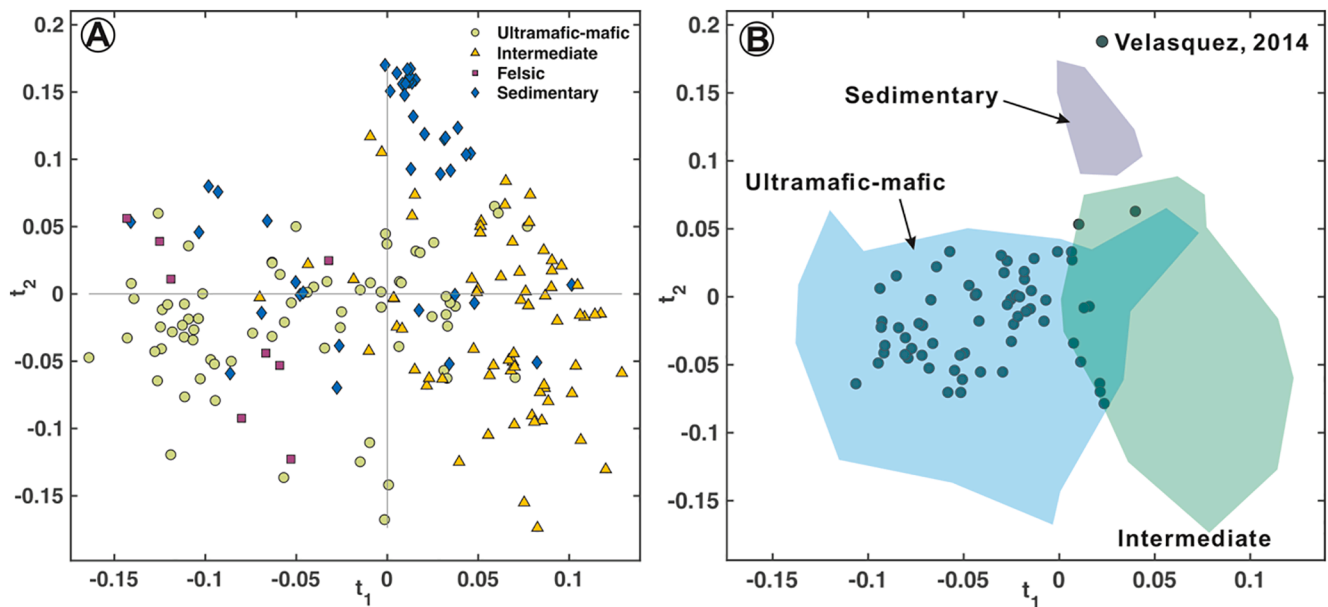 A
Ultramafic-mafic
Intermediate
Felsic
Sedimentary
0.2
0.15
0.1
0.05
0
-0.05
-0.1
-0.15
t2
-0.15 -0.1 -0.05 0 0.05 0.1
t1
B
Velasquez, 2014
Sedimentary
Ultramafic-mafic
Intermediate
0.2
0.15
0.1
0.05
0
-0.05
-0.1
-0.15
t2
-0.15 -0.1 -0.05 0 0.05 0.1
t1